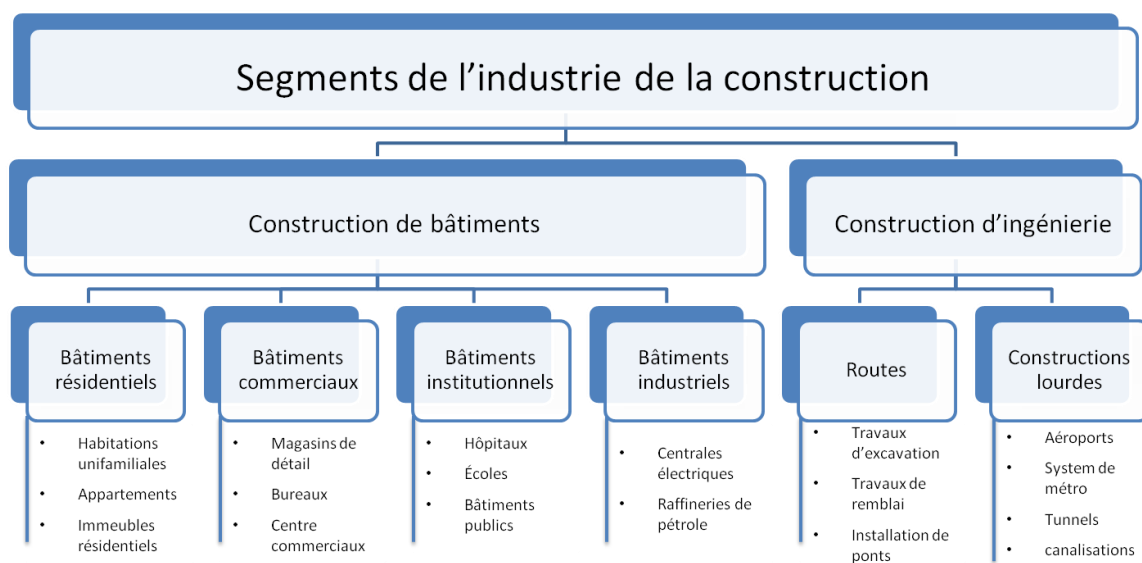 Segments de l’industrie de la construction
Construction de bâtiments
Construction d’ingénierie
Bâtiments
résidentiels
Bâtiments
commerciaux
Bâtiments
institutionnels
Bâtiments
industriels
Routes
Constructions
lourdes
• Habitations
unifamiliales
• Appartements
• Immeubles
résidentiels
• Magasins de
détail
• Bureaux
• Centre
commerciaux
• Hôpitaux
• Écoles
• Bâtiments
publics
• Centrales
électriques
• Raffineries de
pétrole
• Travaux
d’excavation
• Travaux de
remblai
• Installation de
ponts
• Aéroports
• System de
métro
• Tunnels
• canalisations